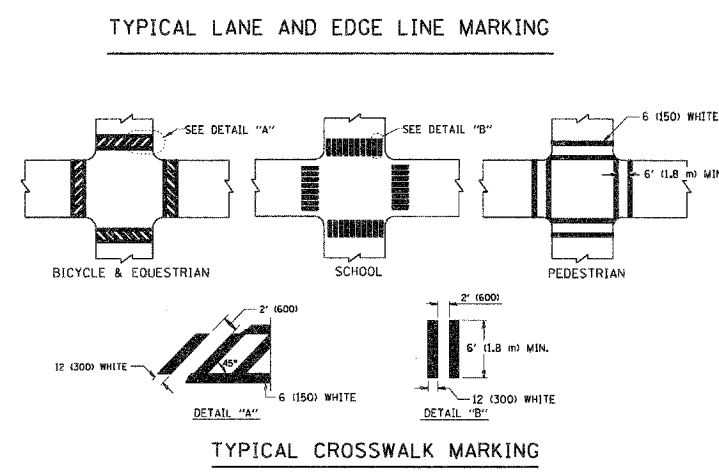 TYPICAL LANE AND EDGE LINE MARKING
SEE DETAIL "A"
SEE DETAIL "B"
6 (150) WHITE
6' (1.8 m) MIN
BICYCLE & EQUESTRIAN
SCHOOL
PEDESTRIAN
2' (600)
12 (300) WHITE
45°
6 (150) WHITE
DETAIL "A"
2' (600)
6' (1.8 m) MIN.
12 (300) WHITE
DETAIL "B"
TYPICAL CROSSWALK MARKING